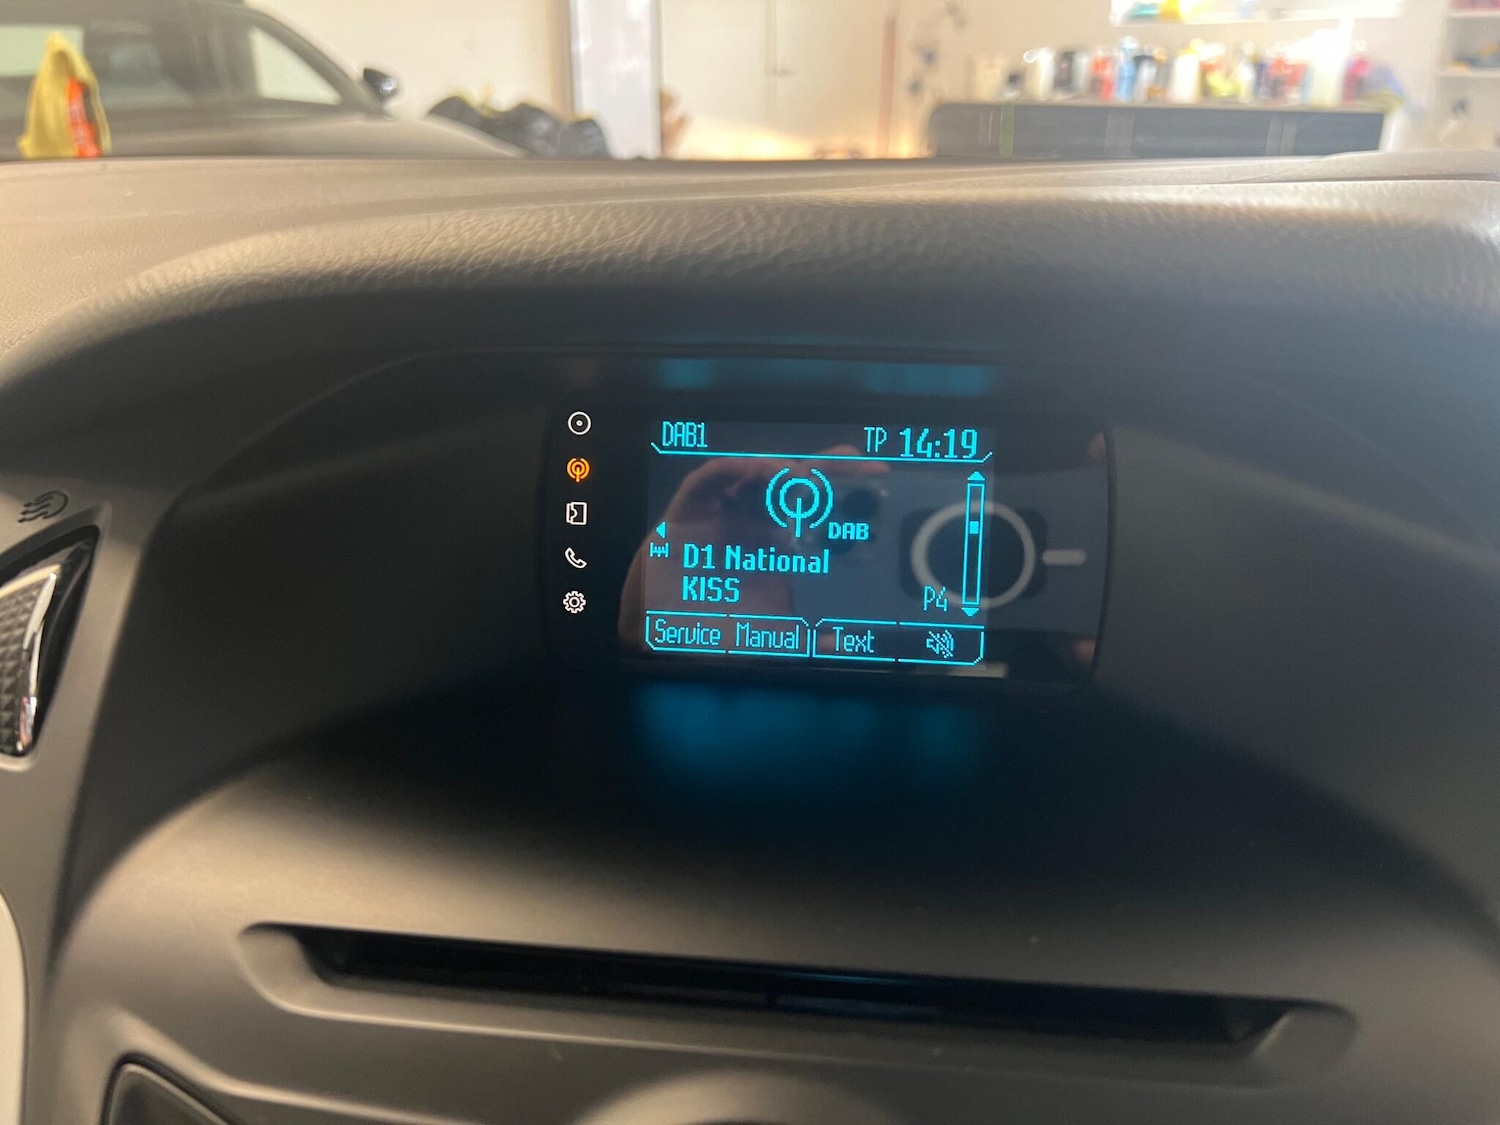 DAB1 TP 14:19
DAB
D1 National
KISS P4
Service Manual Text